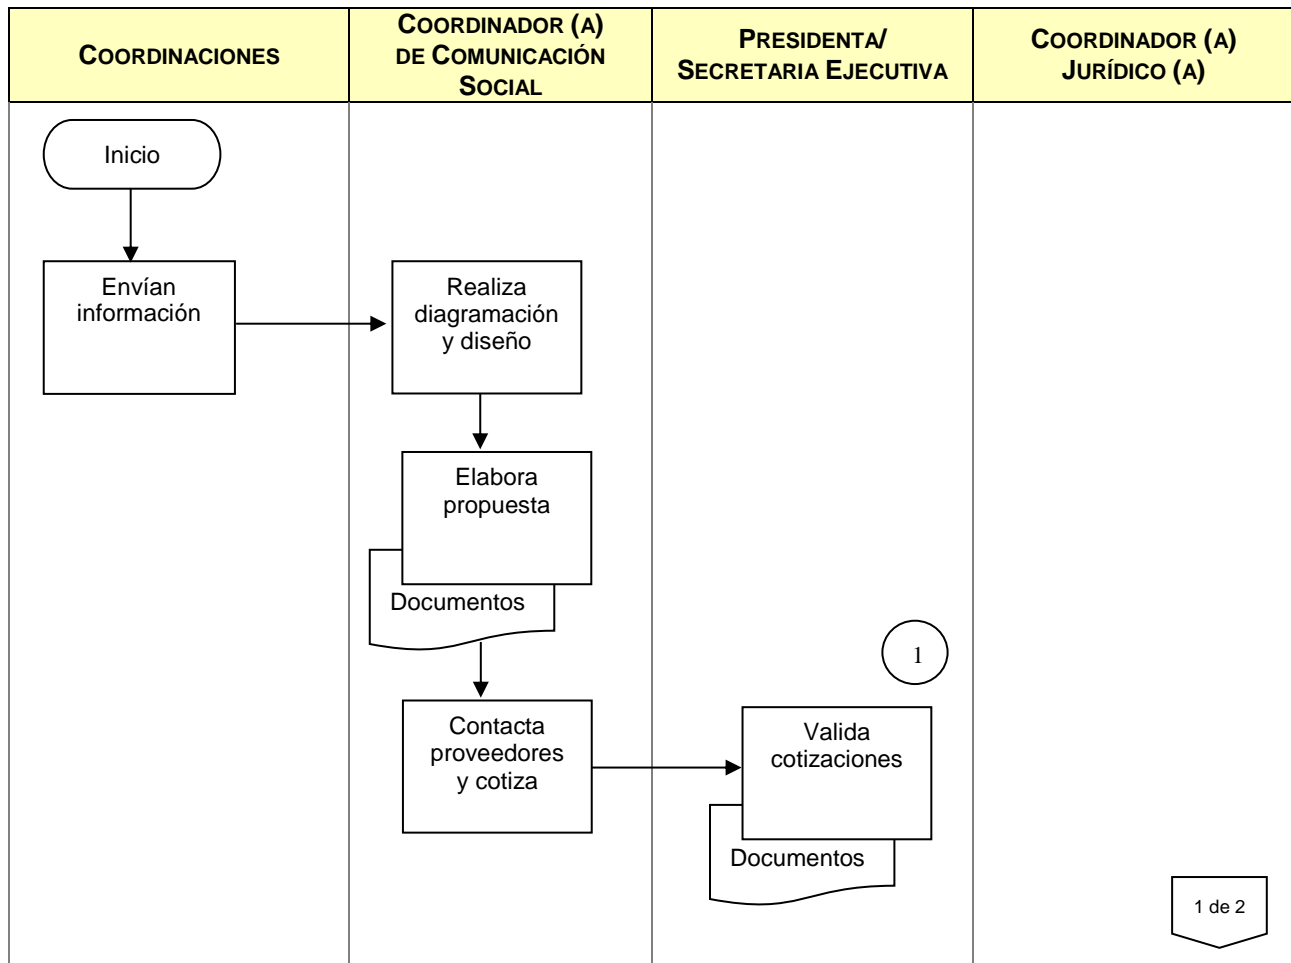 COORDINACIONES
COORDINADOR (A)
DE COMUNICACIÓN
SOCIAL
PRESIDENTA/
SECRETARIA EJECUTIVA
COORDINADOR (A)
JURÍDICO (A)
Inicio
Envían
información
Realiza
diagramación
y diseño
Elabora
propuesta
Documentos
Contacta
proveedores
y cotiza
1
Valida
cotizaciones
Documentos
1 de 2